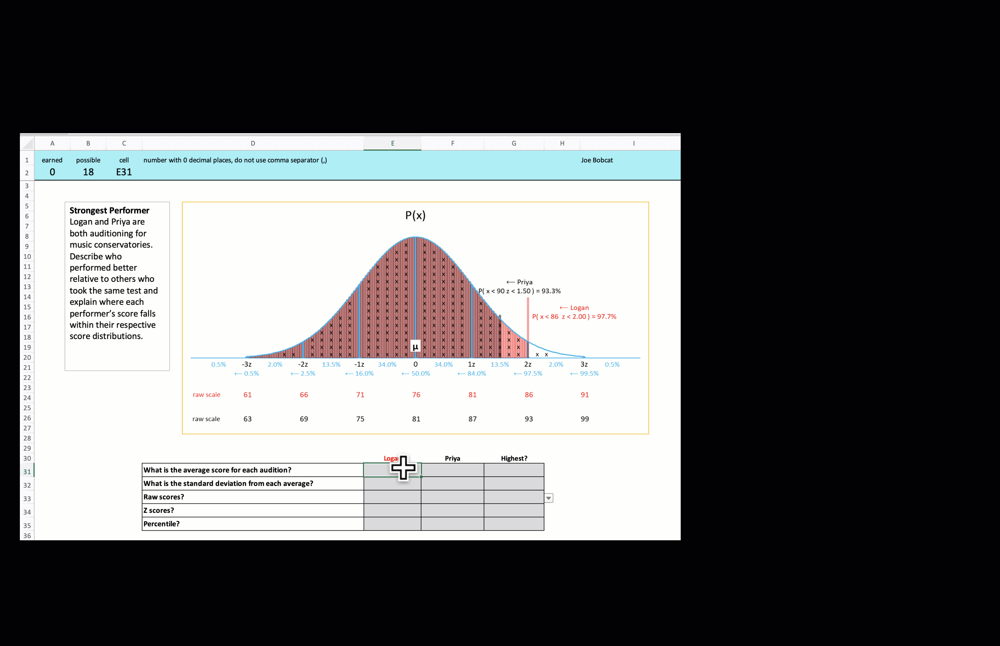 A B C D E F G H I
1 earned possible cell number with 0 decimal places, do not use comma separator (,) Joe Bobcat
2 0 18 E31
3
4
5
6
7
8
9
10
11
12
13
14
15
16
17
18
19
20
21
22
23
24
25
26
27
28
29
30
31
32
33
34
35
36
Strongest Performer
Logan and Priya are
both auditioning for
music conservatories.
Describe who
performed better
relative to others who
took the same test and
explain where each
performer’s score falls
within their respective
score distributions.
P(x)
← Priya
P( x < 90 z < 1.50 ) = 93.3%
← Logan
P( x < 86 z < 2.00 ) = 97.7%
μ
0.5% -3z 2.0% -2z 13.5% -1z 34.0% 0 34.0% 1z 13.5% 2z 2.0% 3z 0.5%
← 0.5% ← 2.5% ← 16.0% ← 50.0% ← 84.0% ← 97.5% ← 99.5%
raw scale 61 66 71 76 81 86 91
raw scale 63 69 75 81 87 93 99
Logan Priya Highest?
What is the average score for each audition?
What is the standard deviation from each average?
Raw scores?
Z scores?
Percentile?